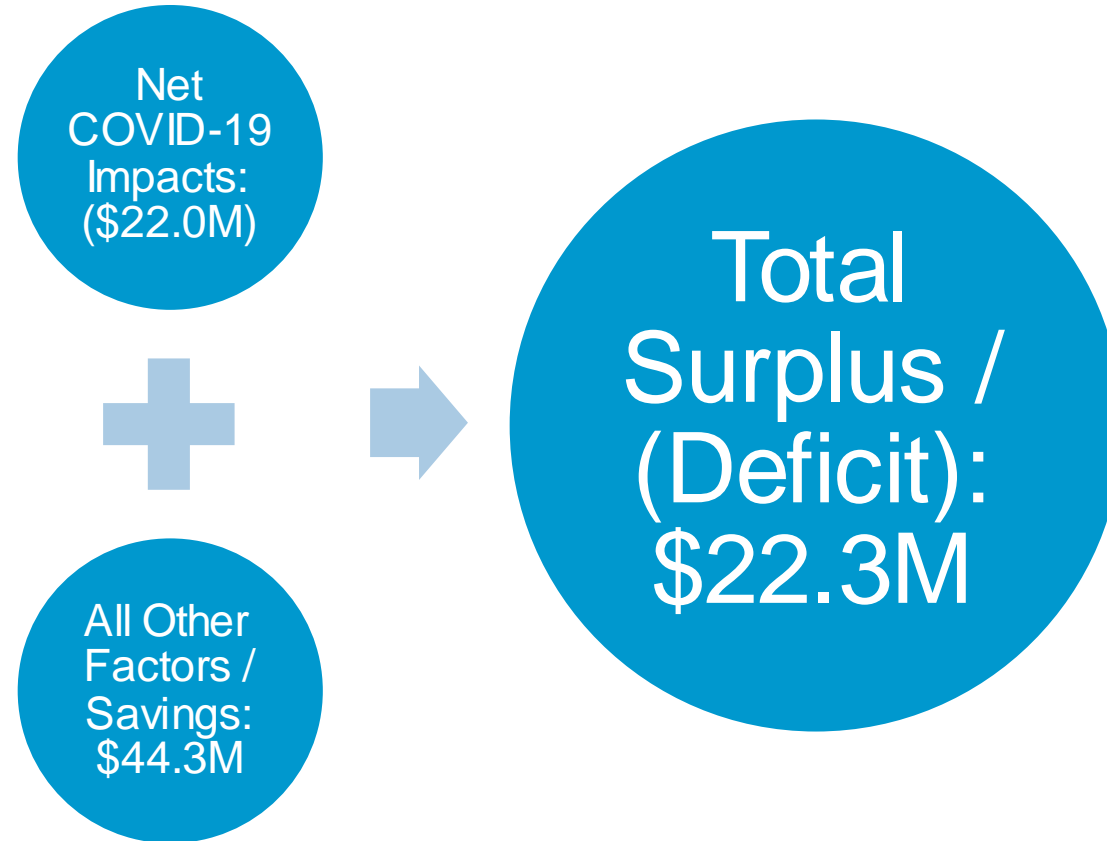 Net
COVID-19
Impacts:
($22.0M)
All Other
Factors /
Savings:
$44.3M
Total
Surplus /
(Deficit):
$22.3M